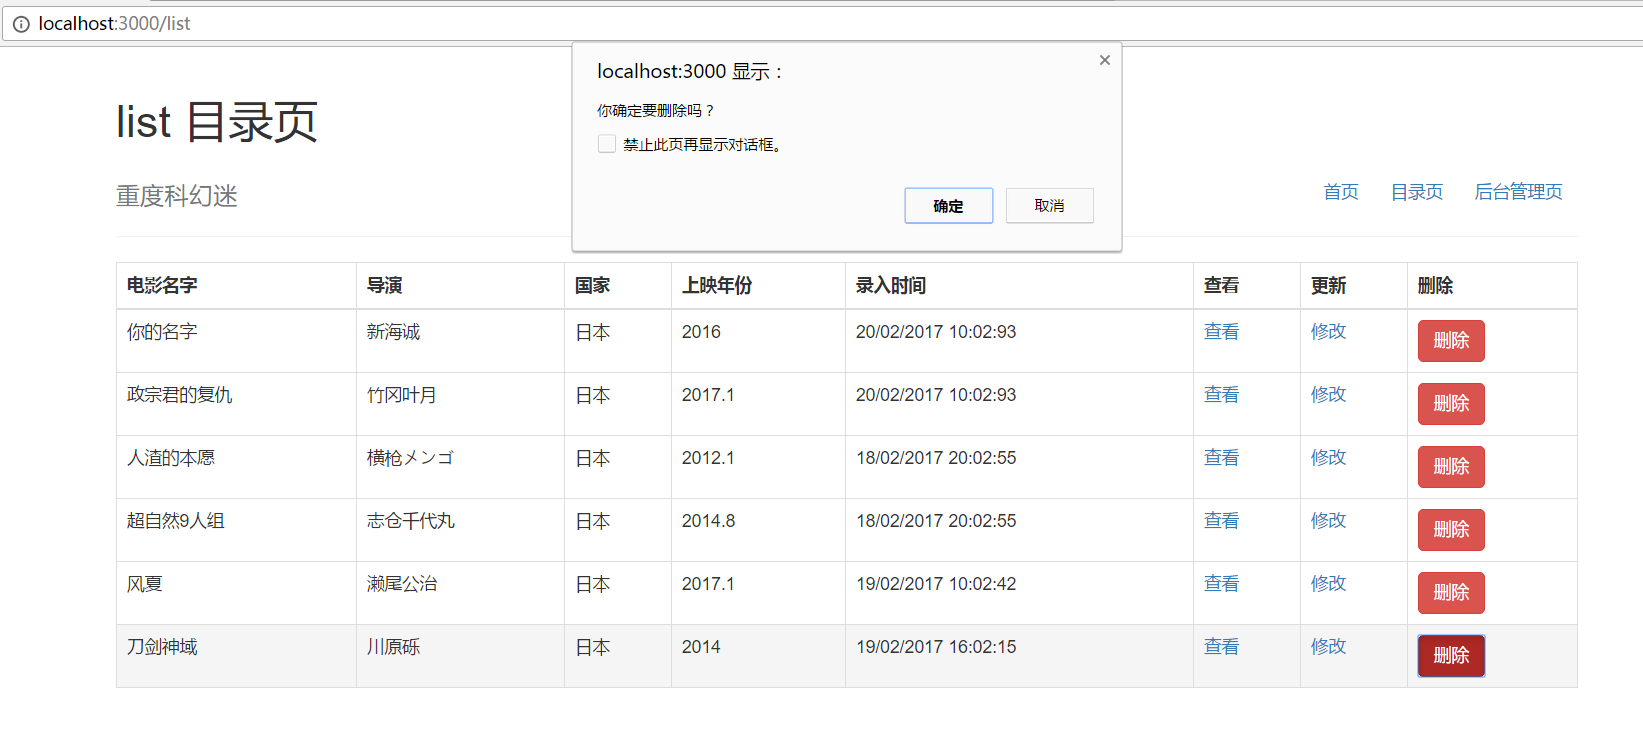 localhost:3000/list
localhost:3000 显示：
你确定要删除吗？
禁止此页再显示对话框。
确定 取消
list 目录页
重度科幻迷
首页 目录页 后台管理页
电影名字 导演 国家 上映年份 录入时间 查看 更新 删除
你的名字 新海诚 日本 2016 20/02/2017 10:02:93 查看 修改 删除
政宗君的复仇 竹冈叶月 日本 2017.1 20/02/2017 10:02:93 查看 修改 删除
人渣的本愿 横枪メンゴ 日本 2012.1 18/02/2017 20:02:55 查看 修改 删除
超自然9人组 志仓千代丸 日本 2014.8 18/02/2017 20:02:55 查看 修改 删除
风夏 濑尾公治 日本 2017.1 19/02/2017 10:02:42 查看 修改 删除
刀剑神域 川原砾 日本 2014 19/02/2017 16:02:15 查看 修改 删除